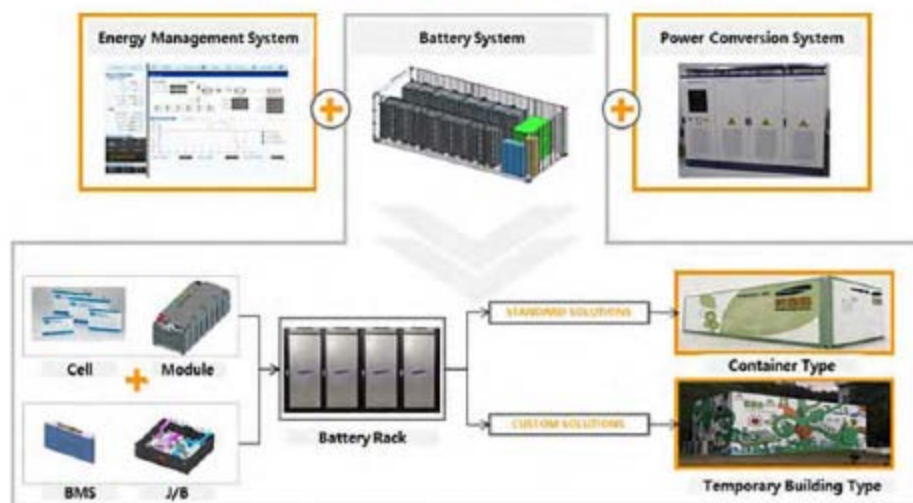 Energy Management System
Battery System
Power Conversion System
Cell
Module
BMS
J/B
Battery Rack
STANDARD SOLUTIONS
CUSTOM SOLUTIONS
Container Type
Temporary Building Type